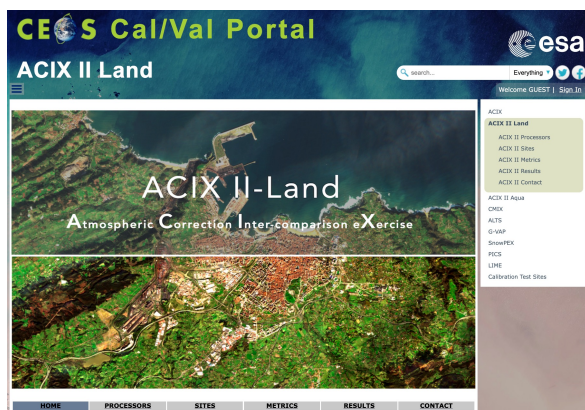 CEOS Cal/Val Portal
esa
ACIX II Land
search...
Everything
Welcome GUEST | Sign In
ACIX II-Land
Atmospheric Correction Inter-comparison eXercise
ACIX
ACIX II Land
ACIX II Processors
ACIX II Sites
ACIX II Metrics
ACIX II Results
ACIX II Contact
ACIX II Aqua
CMIX
ALTS
G-VAP
SnowPEX
PICS
LIME
Calibration Test Sites
HOME PROCESSORS SITES METRICS RESULTS CONTACT